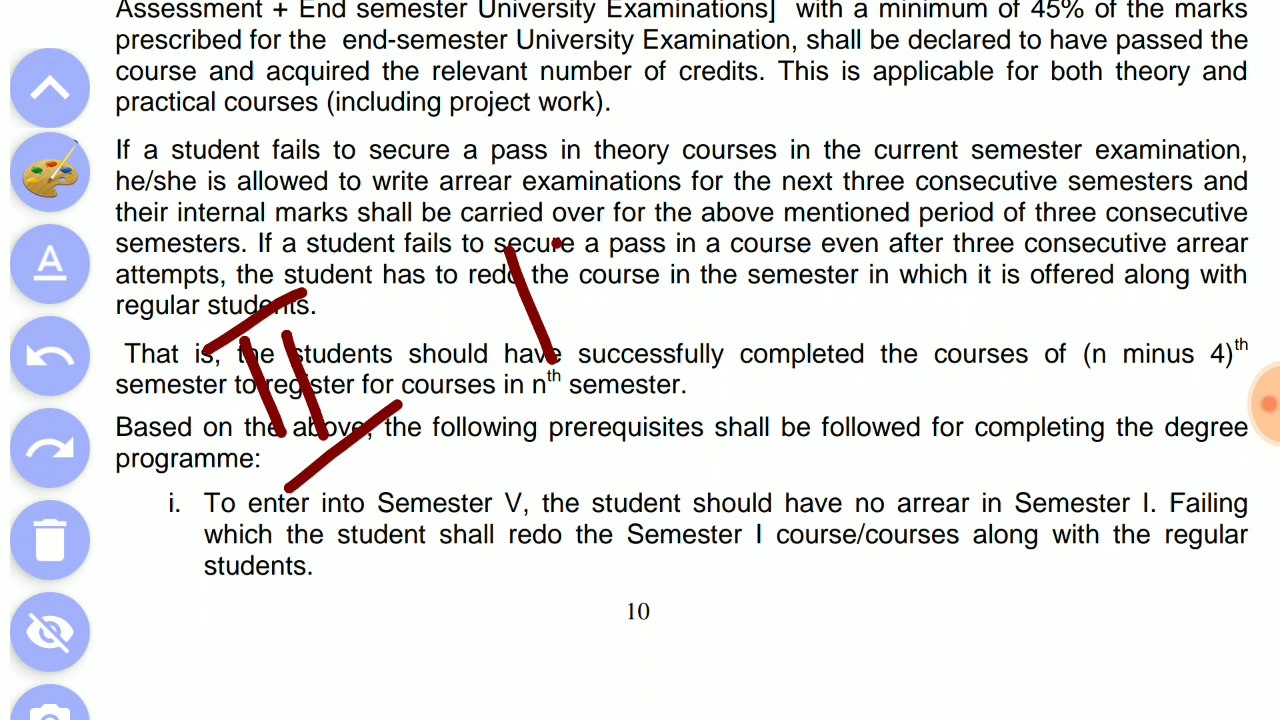 Assessment + End semester University Examinations] with a minimum of 45% of the marks
prescribed for the end-semester University Examination, shall be declared to have passed the
course and acquired the relevant number of credits. This is applicable for both theory and
practical courses (including project work).
If a student fails to secure a pass in theory courses in the current semester examination,
he/she is allowed to write arrear examinations for the next three consecutive semesters and
their internal marks shall be carried over for the above mentioned period of three consecutive
semesters. If a student fails to secure a pass in a course even after three consecutive arrear
attempts, the student has to redo the course in the semester in which it is offered along with
regular students.
That is, the students should have successfully completed the courses of (n minus 4)th
semester to register for courses in nth semester.
Based on the above, the following prerequisites shall be followed for completing the degree
programme:
i. To enter into Semester V, the student should have no arrear in Semester I. Failing
which the student shall redo the Semester I course/courses along with the regular
students.
10
A
II